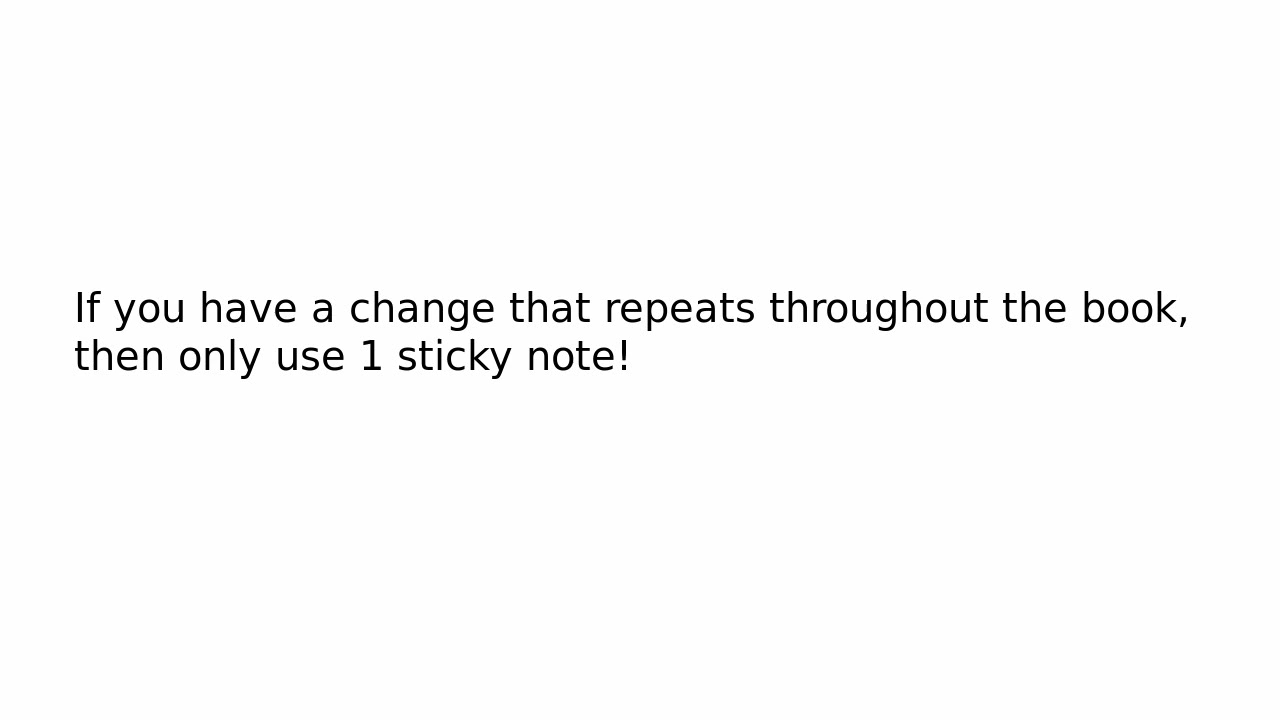 If you have a change that repeats throughout the book,
then only use 1 sticky note!